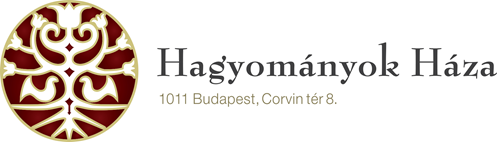 Hagyományok Háza
1011 Budapest, Corvin tér 8.